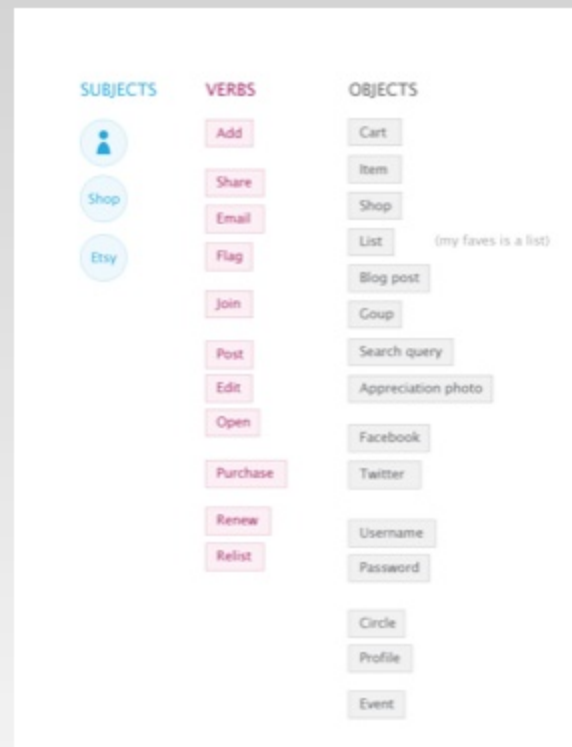 SUBJECTS
Shop
Etsy
VERBS
Add
Share
Email
Flag
Join
Post
Edit
Open
Purchase
Renew
Relist
OBJECTS
Cart
Item
Shop
List (my faves is a list)
Blog post
Goup
Search query
Appreciation photo
Facebook
Twitter
Username
Password
Circle
Profile
Event